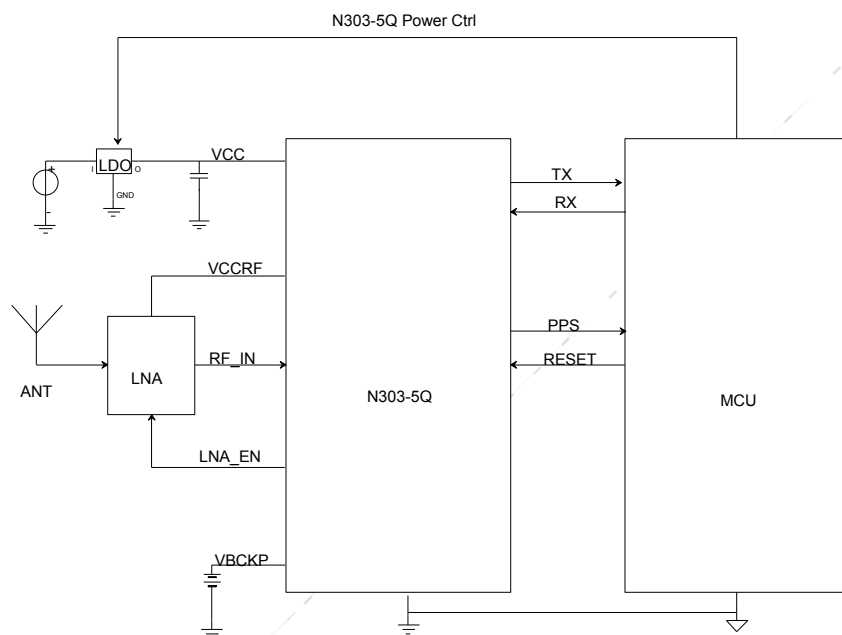 N303-5Q Power Ctrl
VCC
LDO
I
O
+
-
GND
TX
RX
VCCRF
PPS
RF_IN
RESET
LNA
ANT
N303-5Q
MCU
LNA_EN
VBCKP